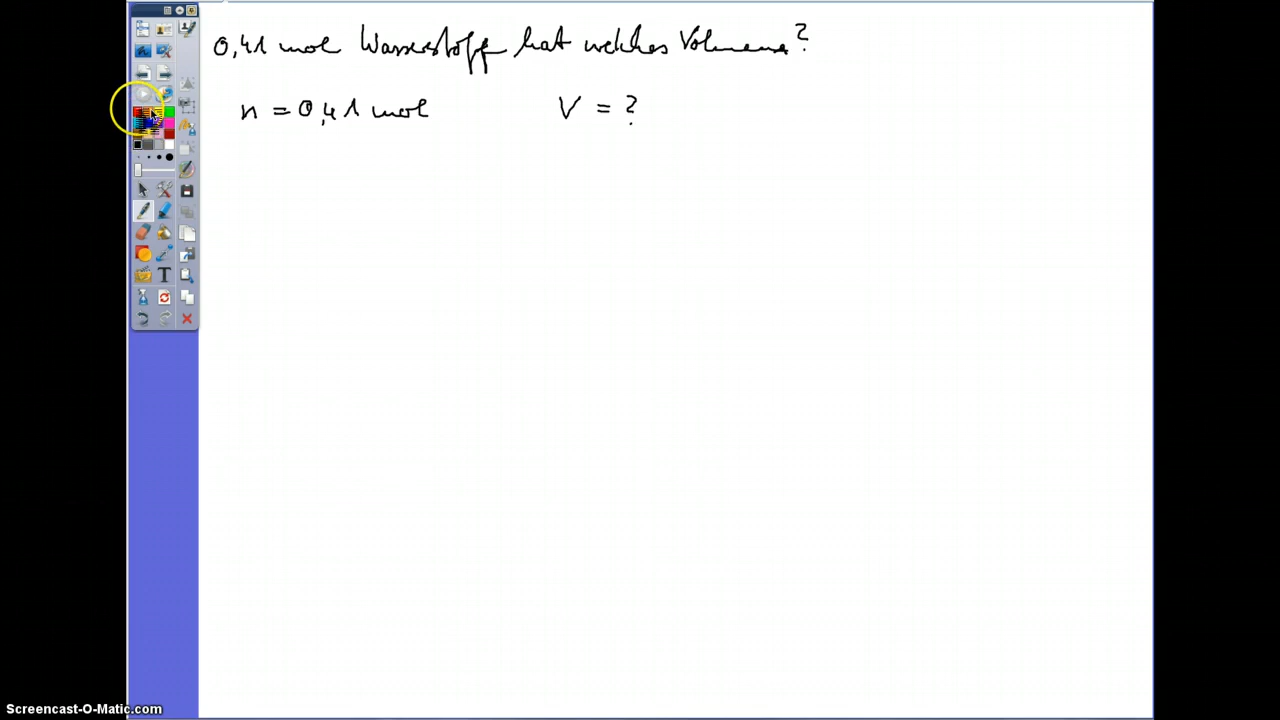 0,41 mol Wasserstoff hat welches Volumen?
n = 0,41 mol V = ?
T
SCREENCAST-O-MATIC.com